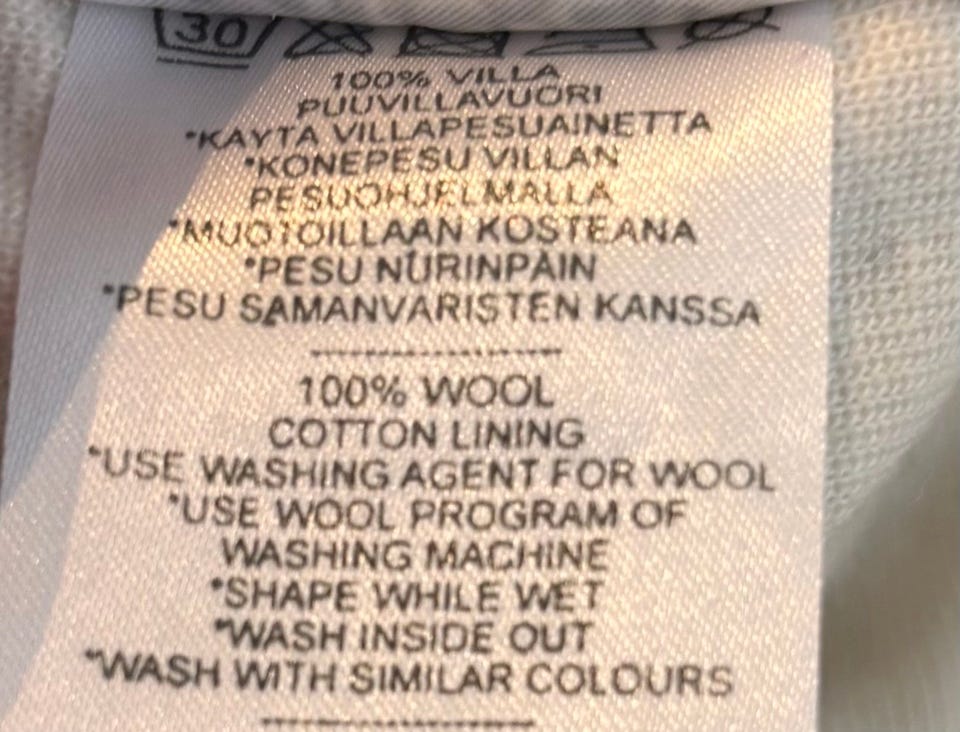 30
100% VILLA
PUUVILLAVUORI
*KÄYTÄ VILLAPESUAINETTA
*KONEPESU VILLAN
PESUOHJELMALLA
*MUOTOILLAAN KOSTEANA
*PESU NURINPÄIN
*PESU SAMANVÄRISTEN KANSSA
100% WOOL
COTTON LINING
*USE WASHING AGENT FOR WOOL
*USE WOOL PROGRAM OF
WASHING MACHINE
*SHAPE WHILE WET
*WASH INSIDE OUT
*WASH WITH SIMILAR COLOURS